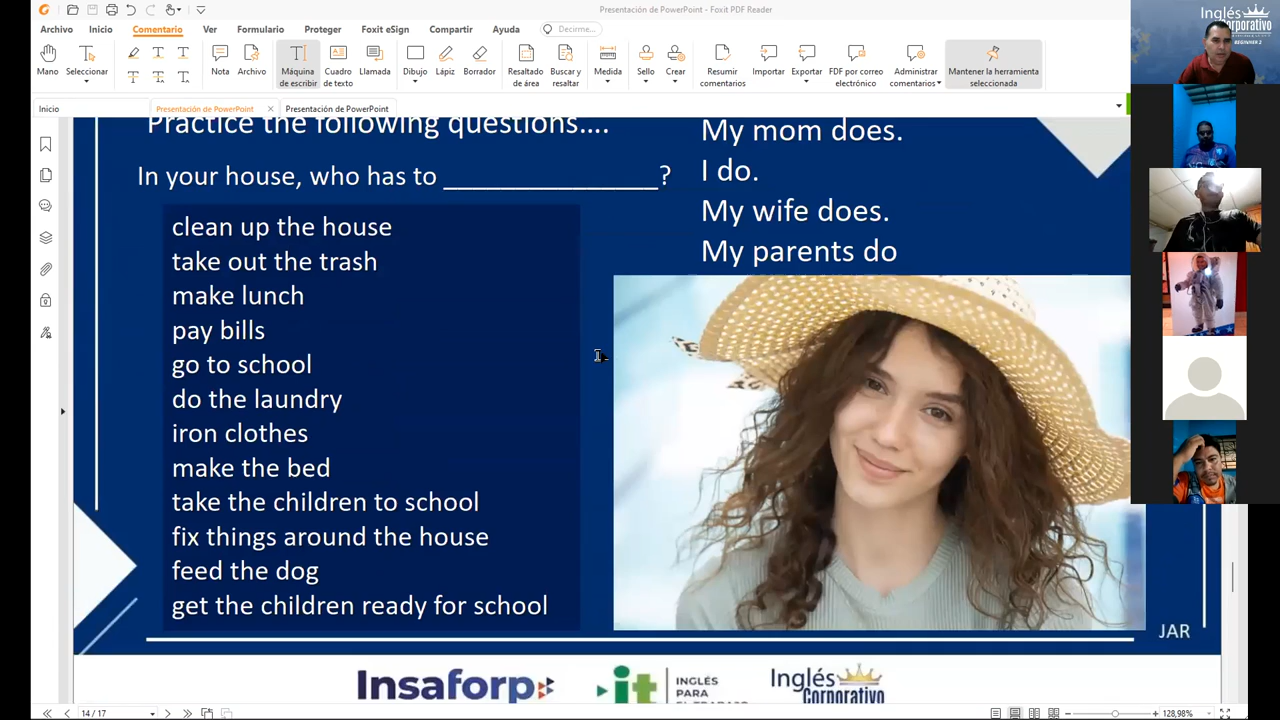 Presentación de PowerPoint - Foxit PDF Reader
Decirme...
Archivo Inicio Comentario Ver Formulario Proteger Foxit eSign Compartir Ayuda
Mano
Seleccionar
Nota
Archivo
Máquina de escribir
Cuadro de texto
Llamada
Dibujo
Lápiz
Borrador
Resaltado de área
Buscar y resaltar
Medida
Sello
Crear
Resumir comentarios
Importar
Exportar
FDF por correo electrónico
Administrar comentarios
Mantener la herramienta seleccionada
Inicio
Presentación de PowerPoint
Presentación de PowerPoint
Practice the following questions....
In your house, who has to ________________?
clean up the house
take out the trash
make lunch
pay bills
go to school
do the laundry
iron clothes
make the bed
take the children to school
fix things around the house
feed the dog
get the children ready for school
My mom does.
I do.
My wife does.
My parents do
JAR
Insaforp
it
INGLÉS
PARA
EL TRABAJO
Inglés
Corporativo
Inglés
Corporativo
BEGINNER 2
14 / 17
128,98%